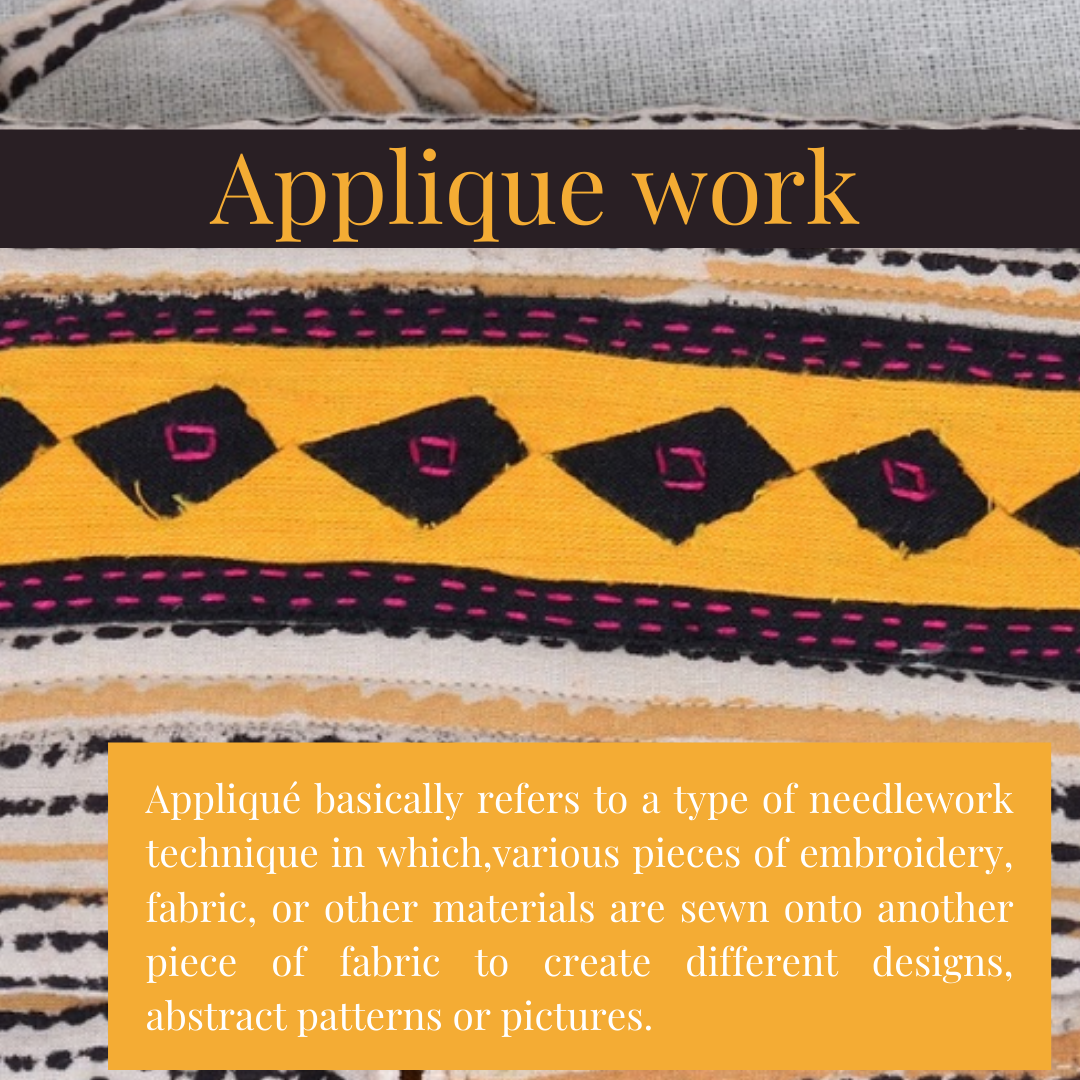 Applique work
Appliqué basically refers to a type of needlework
technique in which,various pieces of embroidery,
fabric, or other materials are sewn onto another
piece of fabric to create different designs,
abstract patterns or pictures.